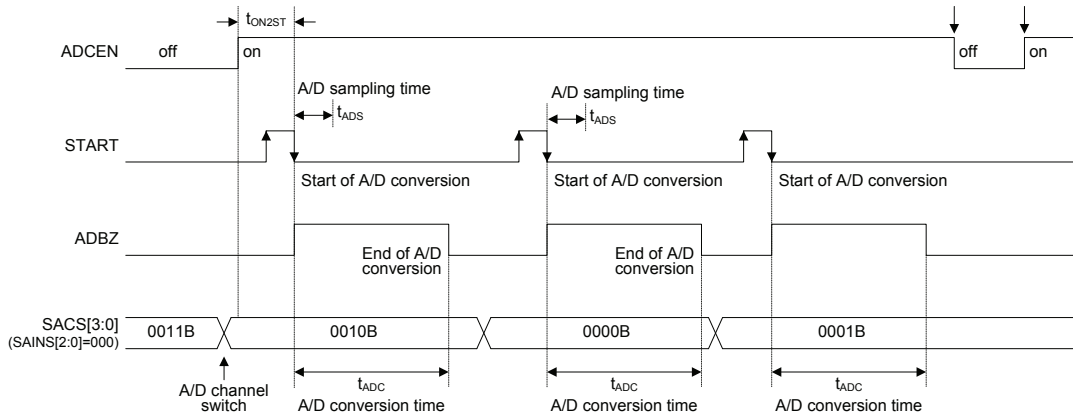 tON2ST
ADCEN
off
on
off
on
A/D sampling time
tADS
A/D sampling time
tADS
START
Start of A/D conversion
Start of A/D conversion
Start of A/D conversion
ADBZ
End of A/D
conversion
End of A/D
conversion
SACS[3:0]
(SAINS[2:0]=000)
0011B
0010B
0000B
0001B
A/D channel
switch
tADC
A/D conversion time
tADC
A/D conversion time
tADC
A/D conversion time